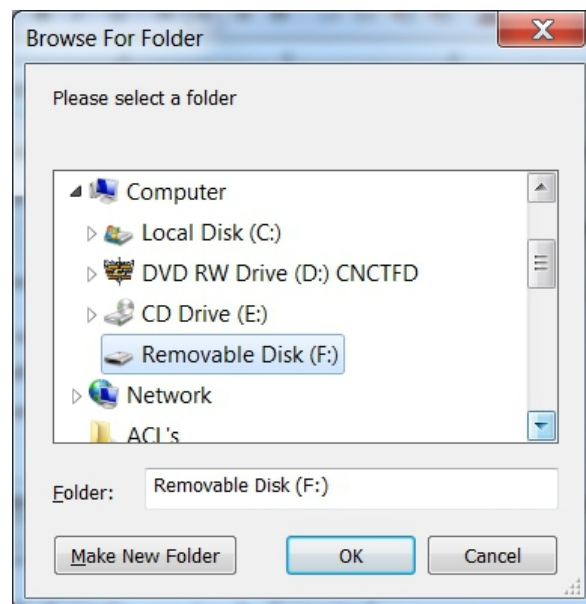 Browse For Folder
Please select a folder
Computer
Local Disk (C:)
DVD RW Drive (D:) CNCTFD
CD Drive (E:)
Removable Disk (F:)
Network
ACL's
Folder: Removable Disk (F:)
Make New Folder OK Cancel